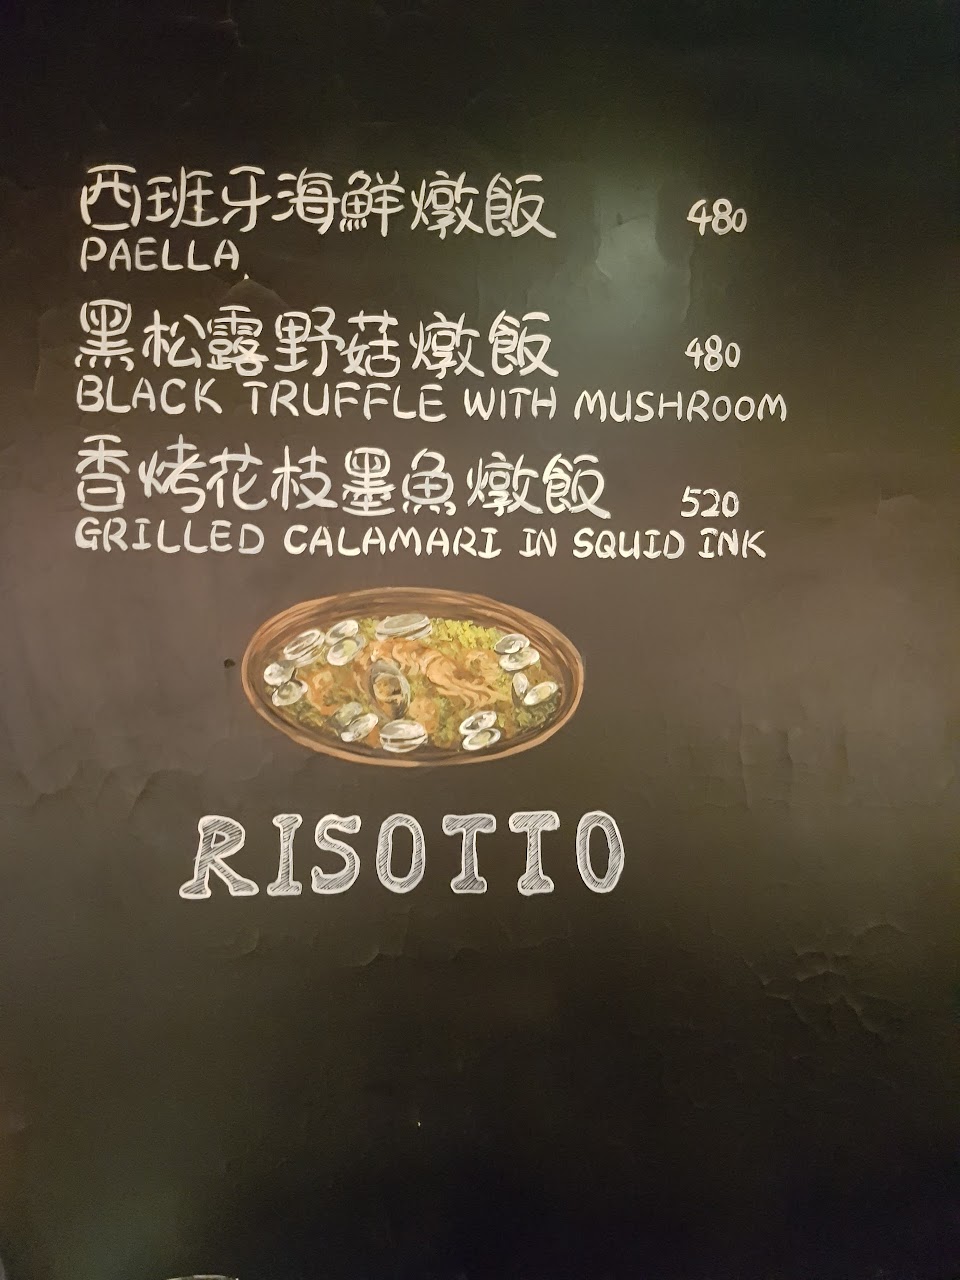 西班牙海鮮燉飯 480
PAELLA
黑松露野菇燉飯 480
BLACK TRUFFLE WITH MUSHROOM
香烤花枝墨魚燉飯 520
GRILLED CALAMARI IN SQUID INK
RISOTTO